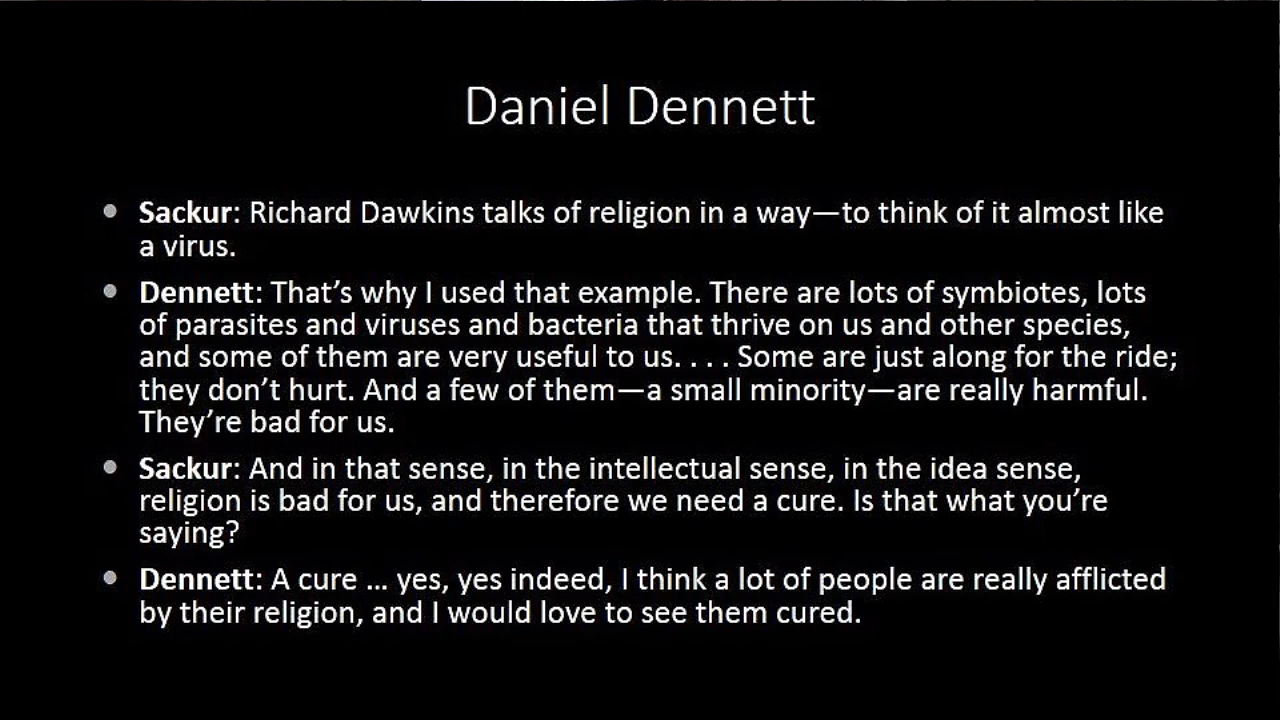 Daniel Dennett
• Sackur: Richard Dawkins talks of religion in a way—to think of it almost like
a virus.
• Dennett: That’s why I used that example. There are lots of symbiotes, lots
of parasites and viruses and bacteria that thrive on us and other species,
and some of them are very useful to us. . . . Some are just along for the ride;
they don’t hurt. And a few of them—a small minority—are really harmful.
They’re bad for us.
• Sackur: And in that sense, in the intellectual sense, in the idea sense,
religion is bad for us, and therefore we need a cure. Is that what you’re
saying?
• Dennett: A cure … yes, yes indeed, I think a lot of people are really afflicted
by their religion, and I would love to see them cured.